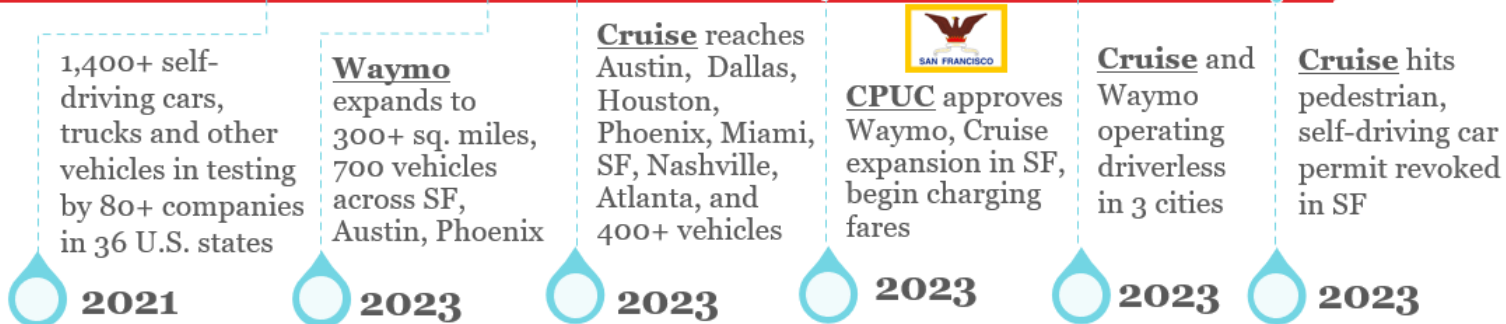 1,400+ self-
driving cars,
trucks and other
vehicles in testing
by 80+ companies
in 36 U.S. states
2021
Waymo
expands to
300+ sq. miles,
700 vehicles
across SF,
Austin, Phoenix
2023
Cruise reaches
Austin, Dallas,
Houston,
Phoenix, Miami,
SF, Nashville,
Atlanta, and
400+ vehicles
2023
SAN FRANCISCO
CPUC approves
Waymo, Cruise
expansion in SF,
begin charging
fares
2023
Cruise and
Waymo
operating
driverless
in 3 cities
2023
Cruise hits
pedestrian,
self-driving car
permit revoked
in SF
2023